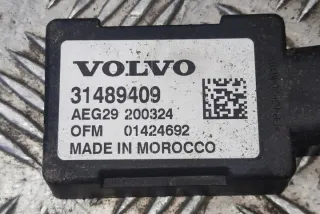 VOLVO
31489409
AEG29 200324
OFM 01424692
MADE IN MOROCCO